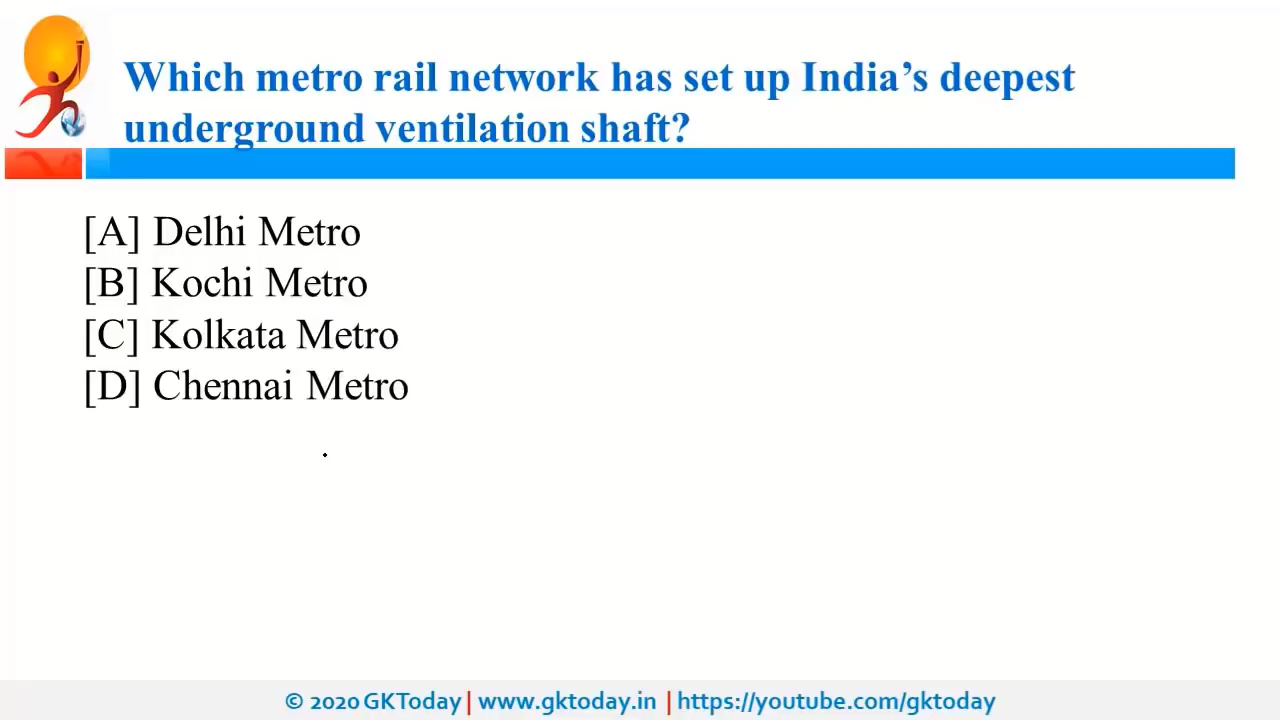 Which metro rail network has set up India’s deepest
underground ventilation shaft?
[A] Delhi Metro
[B] Kochi Metro
[C] Kolkata Metro
[D] Chennai Metro
© 2020 GKToday | www.gktoday.in | https://youtube.com/gktoday